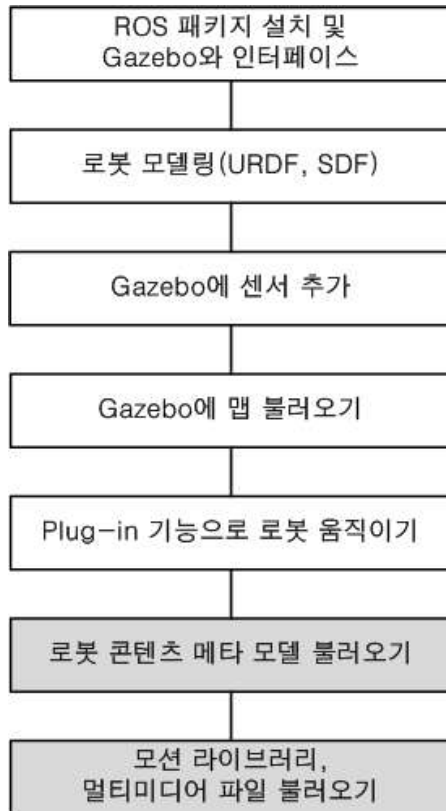 ROS 패키지 설치 및
Gazebo와 인터페이스
로봇 모델링(URDF, SDF)
Gazebo에 센서 추가
Gazebo에 맵 불러오기
Plug-in 기능으로 로봇 움직이기
로봇 콘텐츠 메타 모델 불러오기
모션 라이브러리,
멀티미디어 파일 불러오기